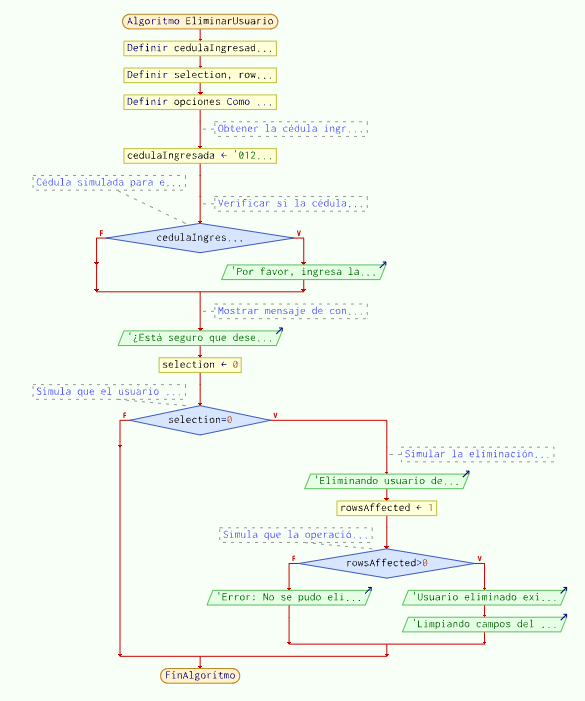 Algoritmo EliminarUsuario
Definir cedulaIngresad...
Definir selection, row...
Definir opciones Como ...
Obtener la cédula ingr...
cedulaIngresada ← '012...
Cédula simulada para e...
Verificar si la cédula...
F
cedulaIngres...
V
'Por favor, ingresa la...
Mostrar mensaje de con...
'¿Está seguro que dese...
selection ← 0
Simula que el usuario ...
F
selection=0
V
Simular la eliminación...
'Eliminando usuario de...
rowsAffected ← 1
Simula que la operació...
F
rowsAffected>0
V
'Error: No se pudo eli...
'Usuario eliminado exi...
'Limpiando campos del ...
FinAlgoritmo